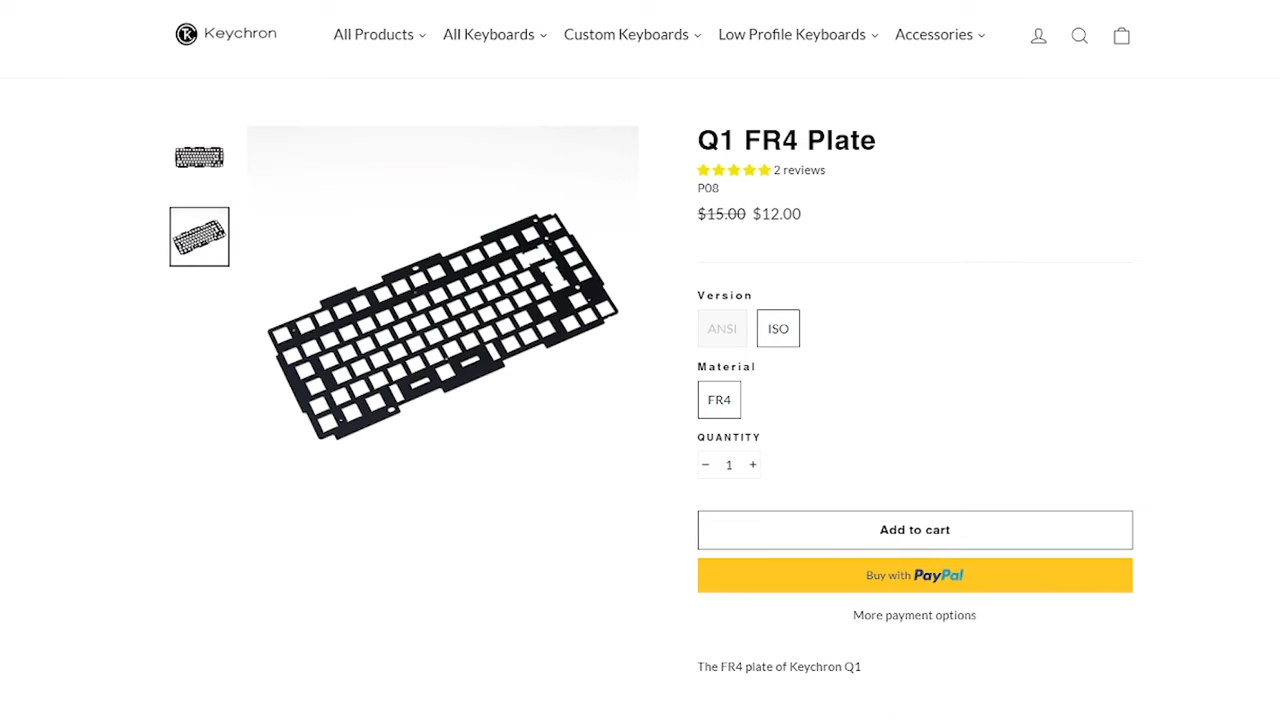 Keychron
All Products All Keyboards Custom Keyboards Low Profile Keyboards Accessories
Q1 FR4 Plate
2 reviews
P08
$15.00 $12.00
Version
ANSI ISO
Material
FR4
QUANTITY
− 1 +
Add to cart
Buy with PayPal
More payment options
The FR4 plate of Keychron Q1